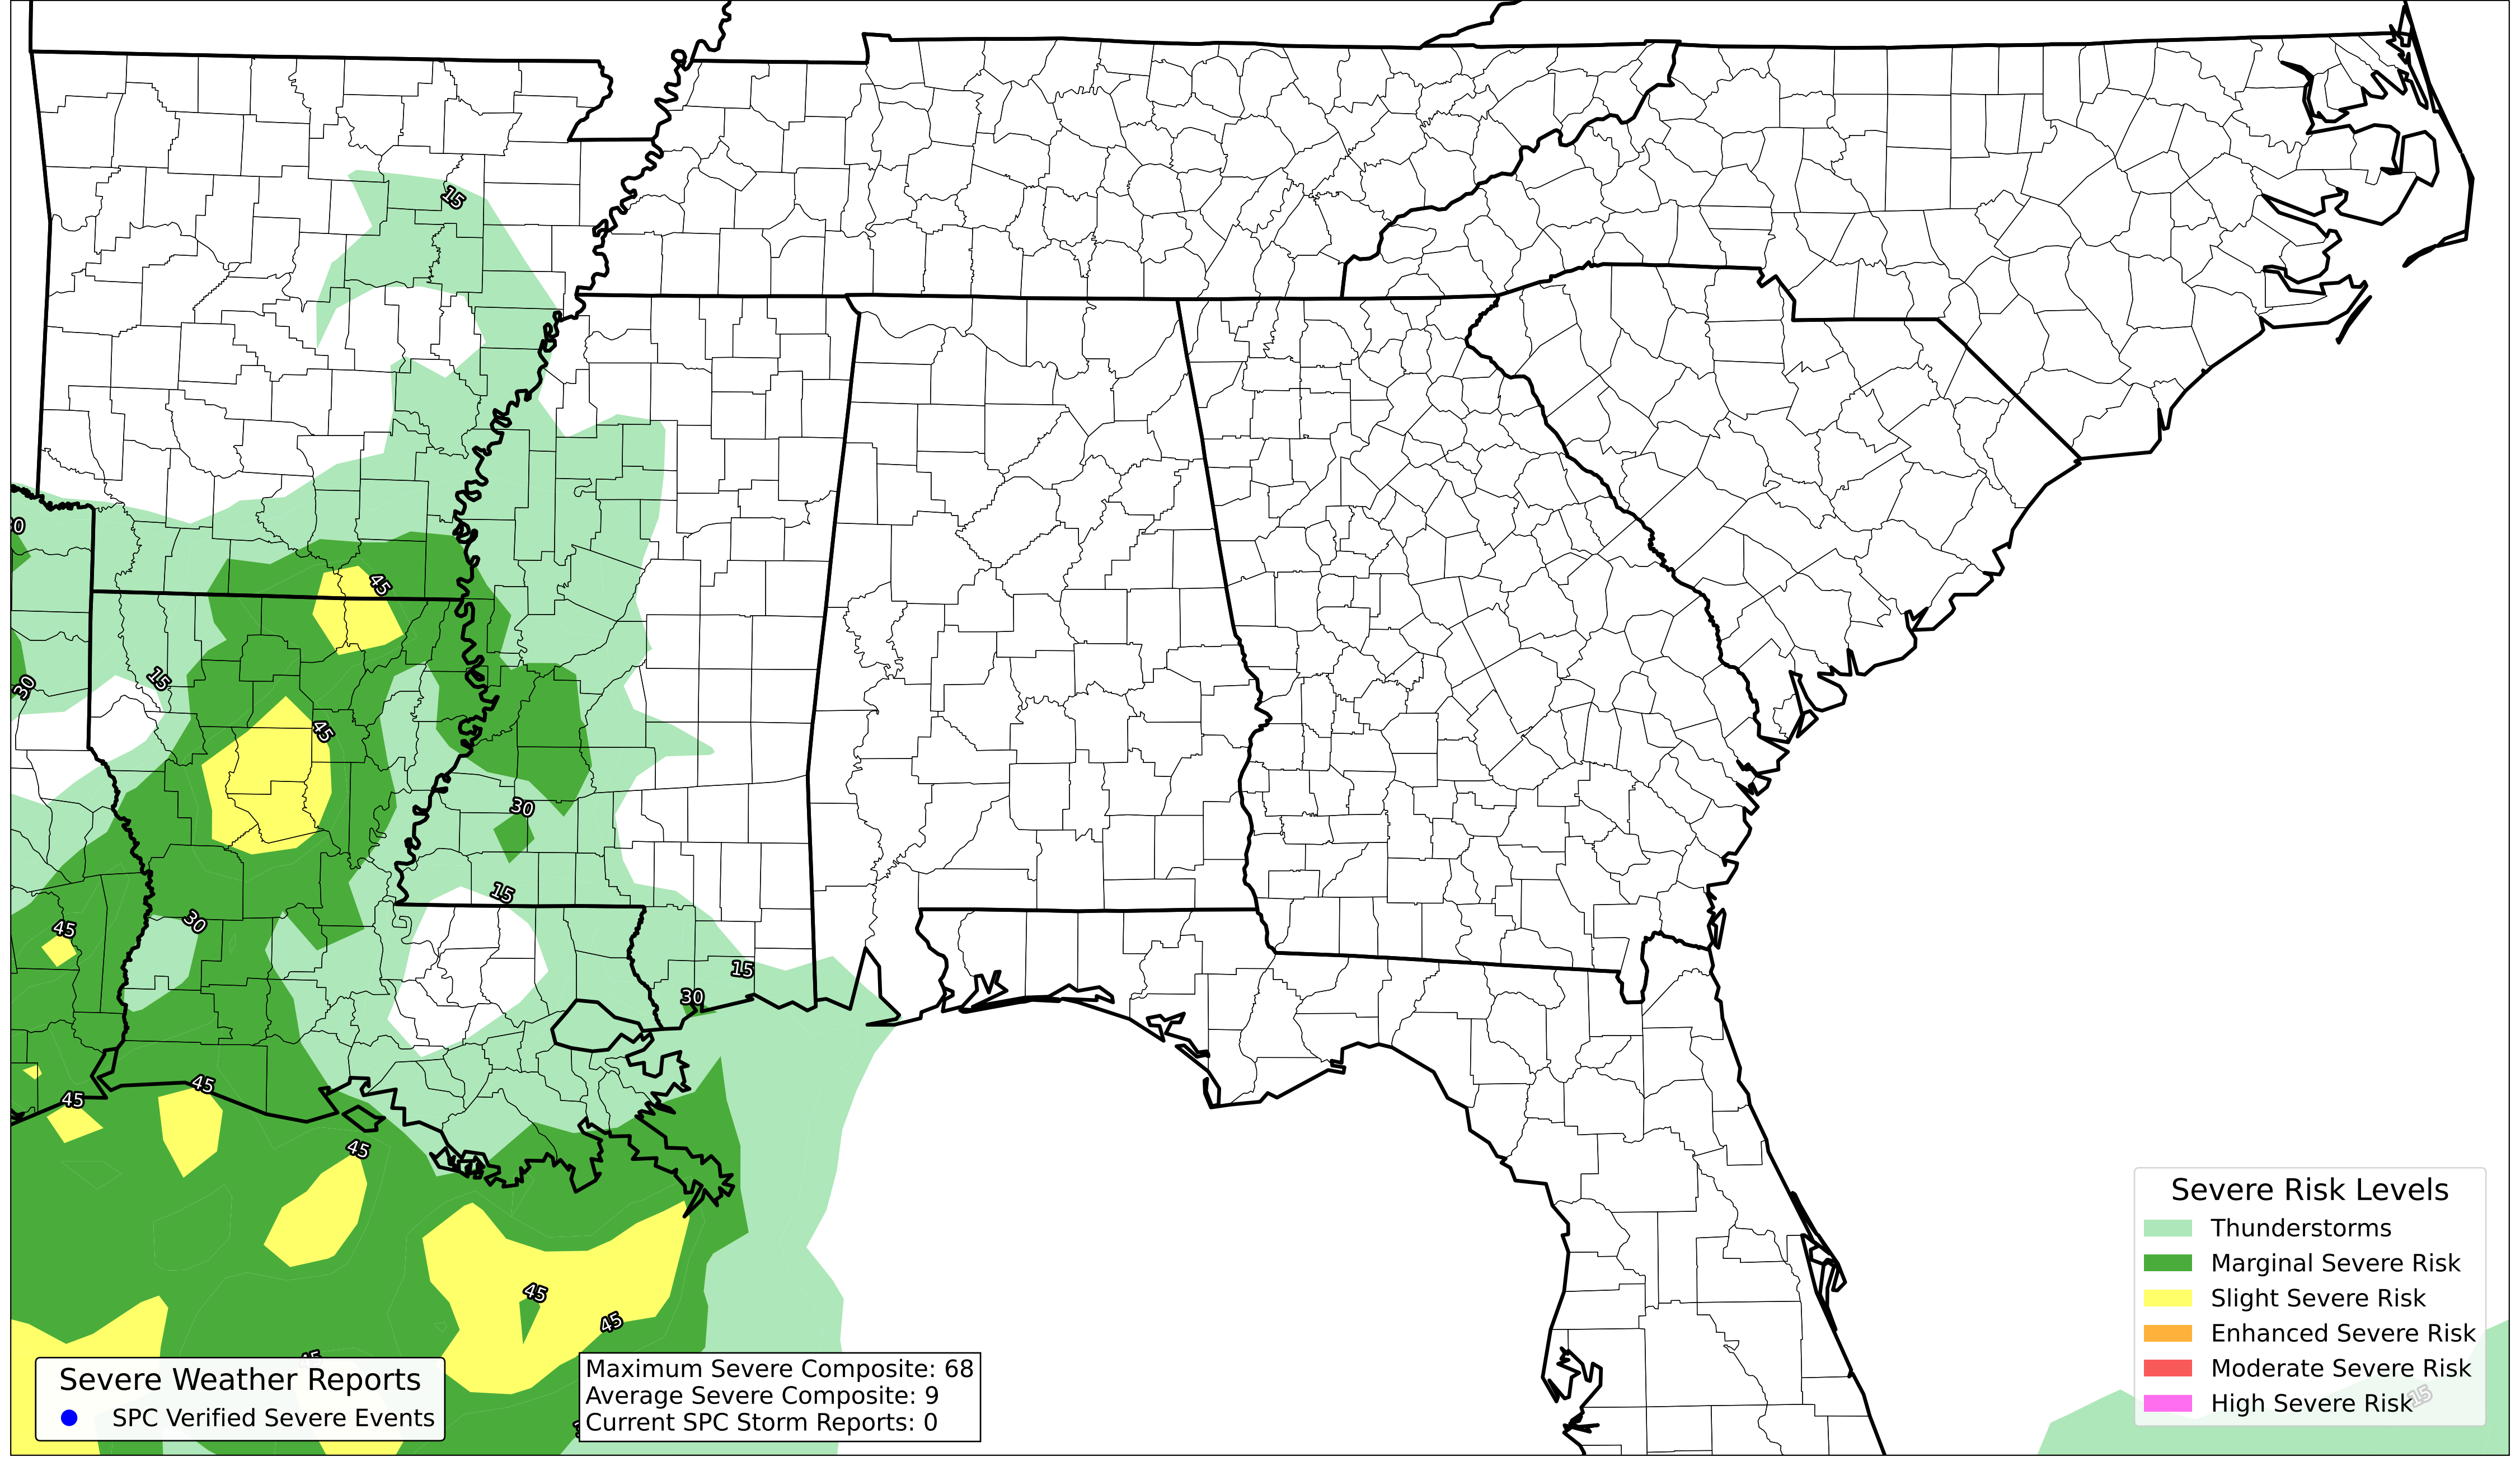 15
0
45
30
15
45
30
15
30
45
15
30
45
45
45
45
45
Severe Risk Levels
Thunderstorms
Marginal Severe Risk
Slight Severe Risk
Enhanced Severe Risk
Moderate Severe Risk
High Severe Risk
15
Severe Weather Reports
SPC Verified Severe Events
Maximum Severe Composite: 68
Average Severe Composite: 9
Current SPC Storm Reports: 0